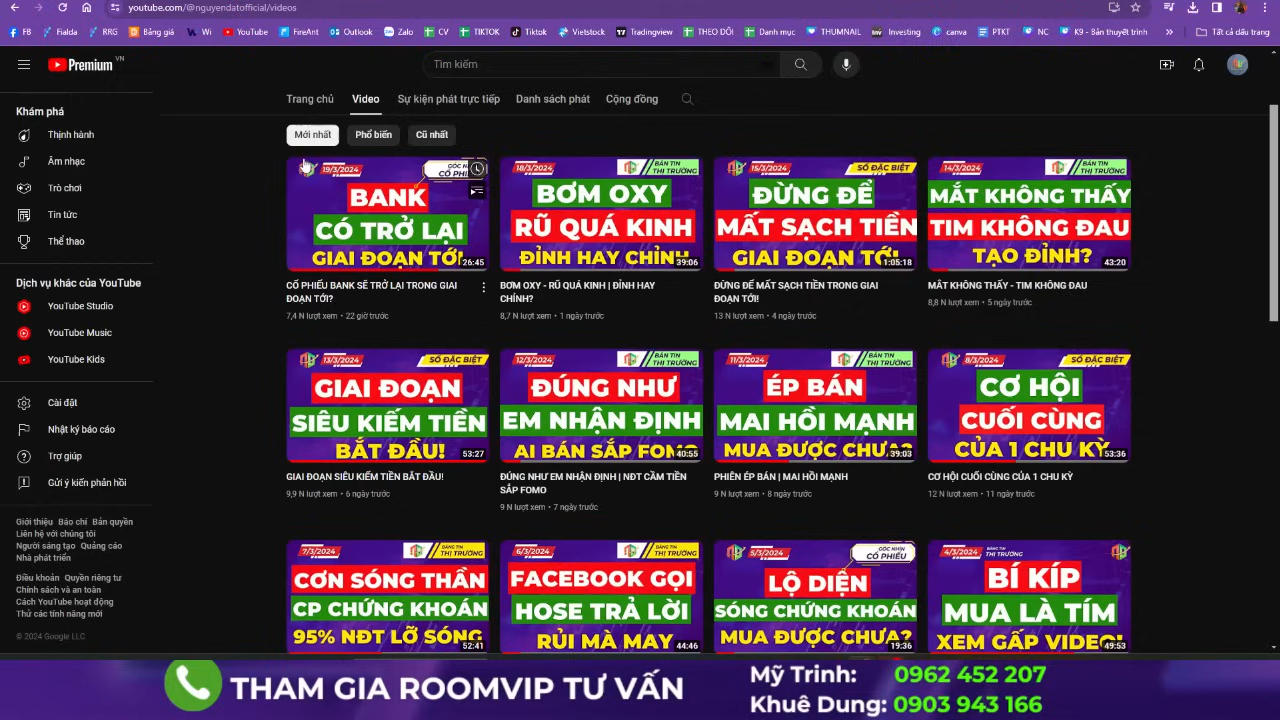 youtube.com/@nguyendatofficial/videos
FB Fialda RRG Bảng giá Wi YouTube FireAnt Outlook Zalo CV TIKTOK Tiktok Vietstock Tradingview THEO DÕI Danh mục THUMNAIL Investing canva PTKT NC K9 - Bản thuyết trình » Tất cả dấu trang
Premium VN
Tìm kiếm
Trang chủ Video Sự kiện phát trực tiếp Danh sách phát Cộng đồng
Mới nhất Phổ biến Cũ nhất
Khám phá
Thịnh hành
Âm nhạc
Trò chơi
Tin tức
Thể thao
Dịch vụ khác của YouTube
YouTube Studio
YouTube Music
YouTube Kids
Cài đặt
Nhật ký báo cáo
Trợ giúp
Gửi ý kiến phản hồi
Giới thiệu Báo chí Bản quyền
Liên hệ với chúng tôi
Người sáng tạo Quảng cáo
Nhà phát triển
Điều khoản Quyền riêng tư
Chính sách và an toàn
Cách YouTube hoạt động
Thử các tính năng mới
© 2024 Google LLC
19/3/2024
BANK
CÓ TRỞ LẠI
GIAI ĐOẠN TỚI
26:45
CỔ PHIẾU BANK SẼ TRỞ LẠI TRONG GIAI
ĐOẠN TỚI?
7,4 N lượt xem • 22 giờ trước
18/3/2024 BẢN TIN
THỊ TRƯỜNG
BƠM OXY
RŨ QUÁ KINH
ĐỈNH HAY CHỈNH
39:06
BƠM OXY - RŨ QUÁ KINH | ĐỈNH HAY
CHỈNH?
8,7 N lượt xem • 1 ngày trước
15/3/2024 SỐ ĐẶC BIỆT
ĐỪNG ĐỂ
MẤT SẠCH TIỀN
GIAI ĐOẠN TỚI
1:05:18
ĐỪNG ĐỂ MẤT SẠCH TIỀN TRONG GIAI
ĐOẠN TỚI!
13 N lượt xem • 4 ngày trước
14/3/2024 BẢN TIN
THỊ TRƯỜNG
MẮT KHÔNG THẤY
TIM KHÔNG ĐAU
TẠO ĐỈNH?
43:20
MẮT KHÔNG THẤY - TIM KHÔNG ĐAU
8,8 N lượt xem • 5 ngày trước
13/3/2024 SỐ ĐẶC BIỆT
GIAI ĐOẠN
SIÊU KIẾM TIỀN
BẮT ĐẦU!
53:27
GIAI ĐOẠN SIÊU KIẾM TIỀN BẮT ĐẦU!
9,9 N lượt xem • 6 ngày trước
12/3/2024 BẢN TIN
THỊ TRƯỜNG
ĐÚNG NHƯ
EM NHẬN ĐỊNH
AI BÁN SẮP FOMO
40:55
ĐÚNG NHƯ EM NHẬN ĐỊNH | NĐT CẦM TIỀN
SẮP FOMO
9 N lượt xem • 7 ngày trước
11/3/2024 BẢN TIN
THỊ TRƯỜNG
ÉP BÁN
MAI HỒI MẠNH
MUA ĐƯỢC CHƯA?
39:03
PHIÊN ÉP BÁN | MAI HỒI MẠNH
9 N lượt xem • 8 ngày trước
8/3/2024 SỐ ĐẶC BIỆT
CƠ HỘI
CUỐI CÙNG
CỦA 1 CHU KỲ
53:36
CƠ HỘI CUỐI CÙNG CỦA 1 CHU KỲ
12 N lượt xem • 11 ngày trước
7/3/2024 BẢNG TIN
THỊ TRƯỜNG
CƠN SÓNG THẦN
CP CHỨNG KHOÁN
95% NĐT LỠ SÓNG
52:41
6/3/2024 BẢNG TIN
THỊ TRƯỜNG
FACEBOOK GỌI
HOSE TRẢ LỜI
RỦI MÀ MAY
44:46
5/3/2024 GÓC NHÌN
CỔ PHIẾU
LỘ DIỆN
SÓNG CHỨNG KHOÁN
MUA ĐƯỢC CHƯA?
19:36
4/3/2024 BẢNG TIN
THỊ TRƯỜNG
BÍ KÍP
MUA LÀ TÍM
XEM GẤP VIDEO!
49:53
THAM GIA ROOMVIP TƯ VẤN
Mỹ Trinh: 0962 452 207
Khuê Dung: 0903 943 166